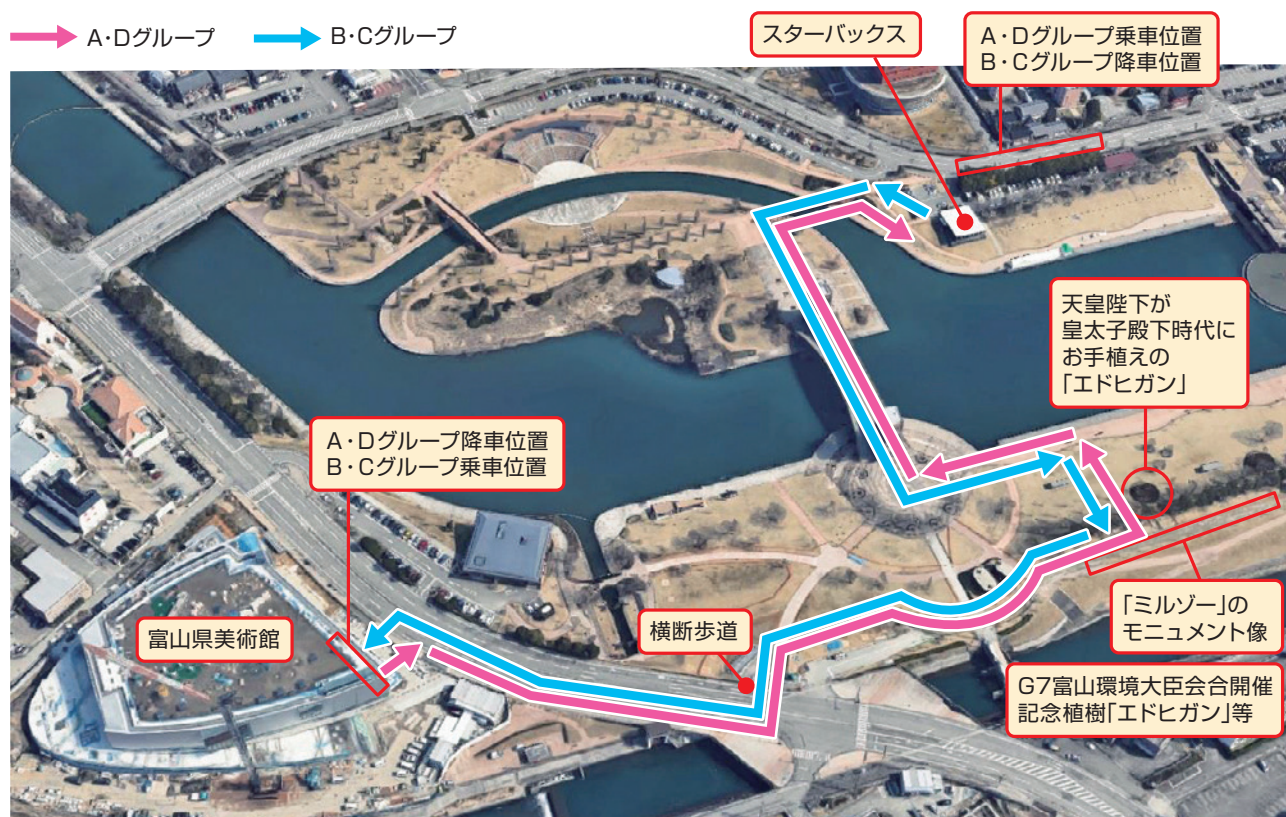 A・Dグループ
B・Cグループ
スターバックス
A・Dグループ乗車位置
B・Cグループ降車位置
天皇陛下が
皇太子殿下時代に
お手植えの
「エドヒガン」
A・Dグループ降車位置
B・Cグループ乗車位置
富山県美術館
横断歩道
「ミルゾー」の
モニュメント像
G7富山環境大臣会合開催
記念植樹「エドヒガン」等